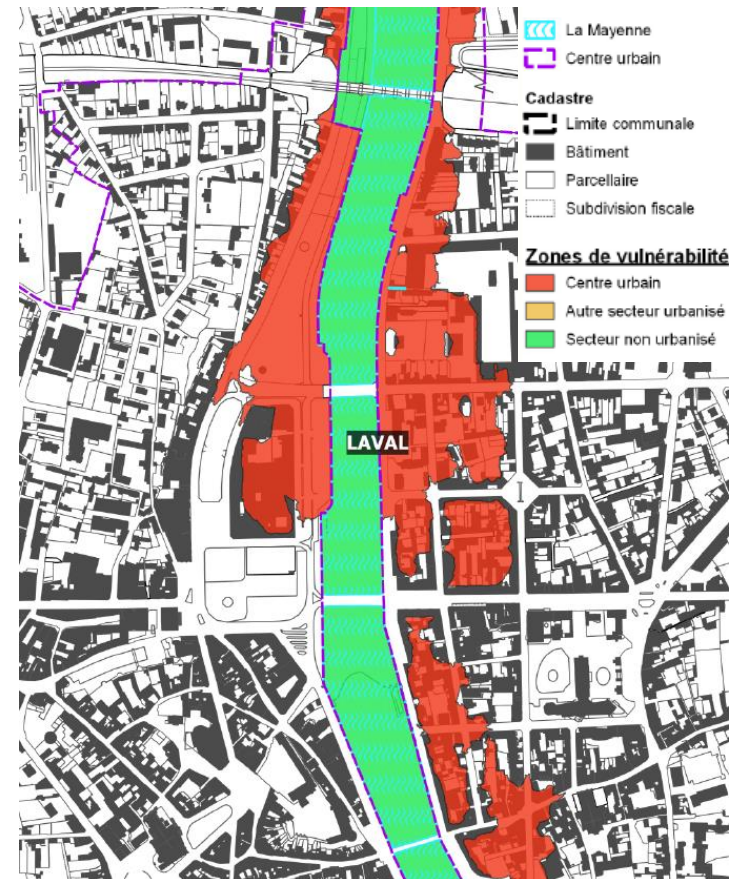 La Mayenne
Centre urbain
Cadastre
Limite communale
Bâtiment
Parcellaire
Subdivision fiscale
Zones de vulnérabilité
Centre urbain
Autre secteur urbanisé
Secteur non urbanisé
LAVAL